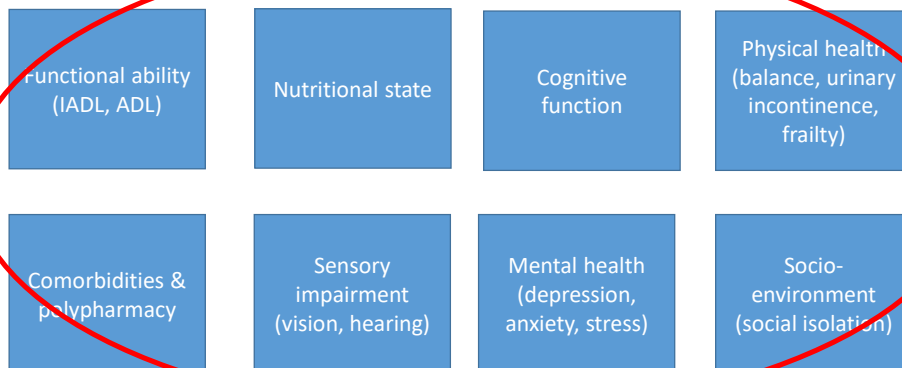 Functional ability
(IADL, ADL)
Nutritional state
Cognitive
function
Physical health
(balance, urinary
incontinence,
frailty)
Comorbidities &
polypharmacy
Sensory
impairment
(vision, hearing)
Mental health
(depression,
anxiety, stress)
Socio-
environment
(social isolation)